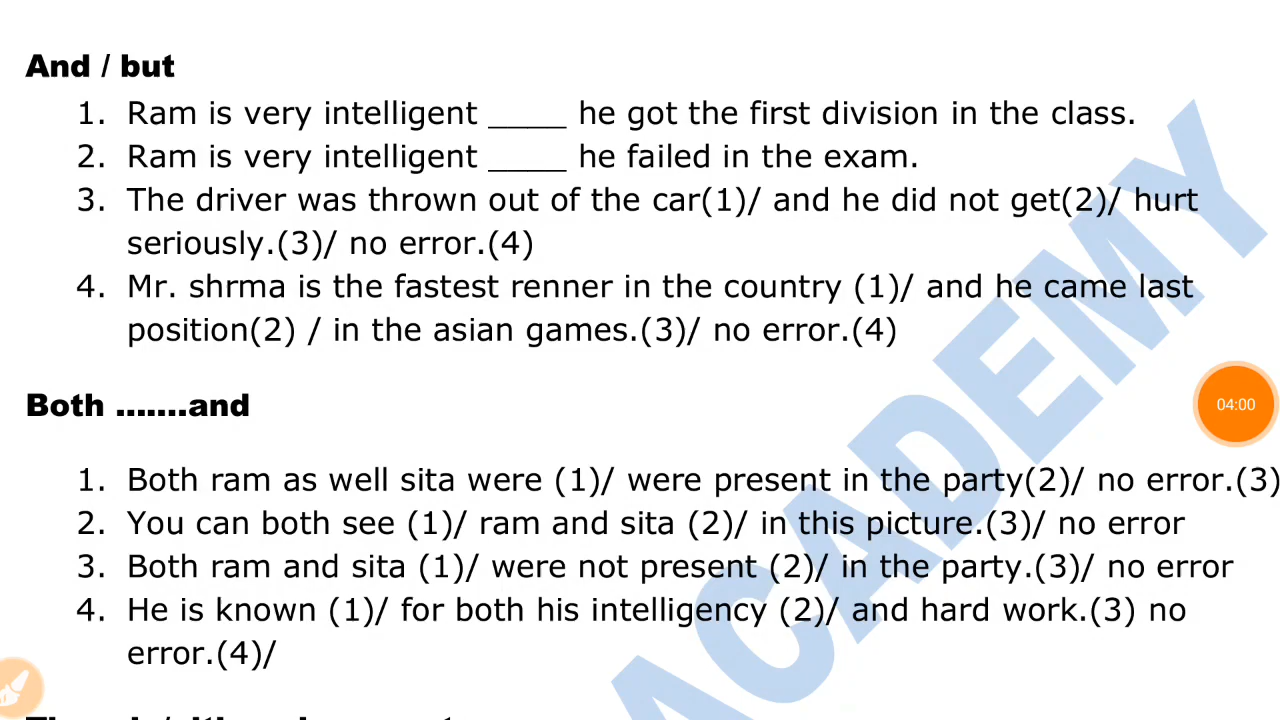 And / but
1. Ram is very intelligent ____ he got the first division in the class.
2. Ram is very intelligent ____ he failed in the exam.
3. The driver was thrown out of the car(1)/ and he did not get(2)/ hurt
seriously.(3)/ no error.(4)
4. Mr. shrma is the fastest renner in the country (1)/ and he came last
position(2) / in the asian games.(3)/ no error.(4)
Both .......and
1. Both ram as well sita were (1)/ were present in the party(2)/ no error.(3)
2. You can both see (1)/ ram and sita (2)/ in this picture.(3)/ no error
3. Both ram and sita (1)/ were not present (2)/ in the party.(3)/ no error
4. He is known (1)/ for both his intelligency (2)/ and hard work.(3) no
error.(4)/
ACADEMY
04:00